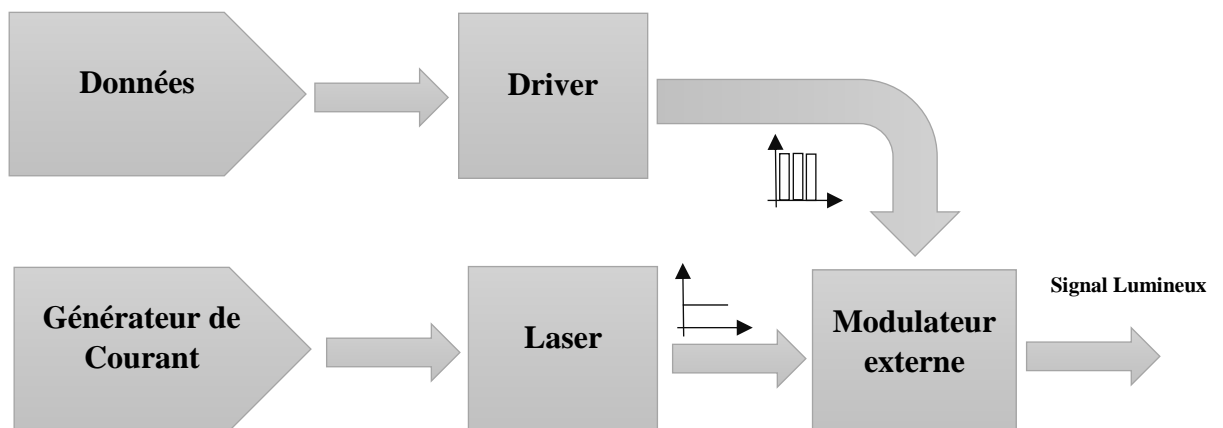 Données
Driver
Signal Lumineux
Générateur de
Courant
Laser
Modulateur
externe